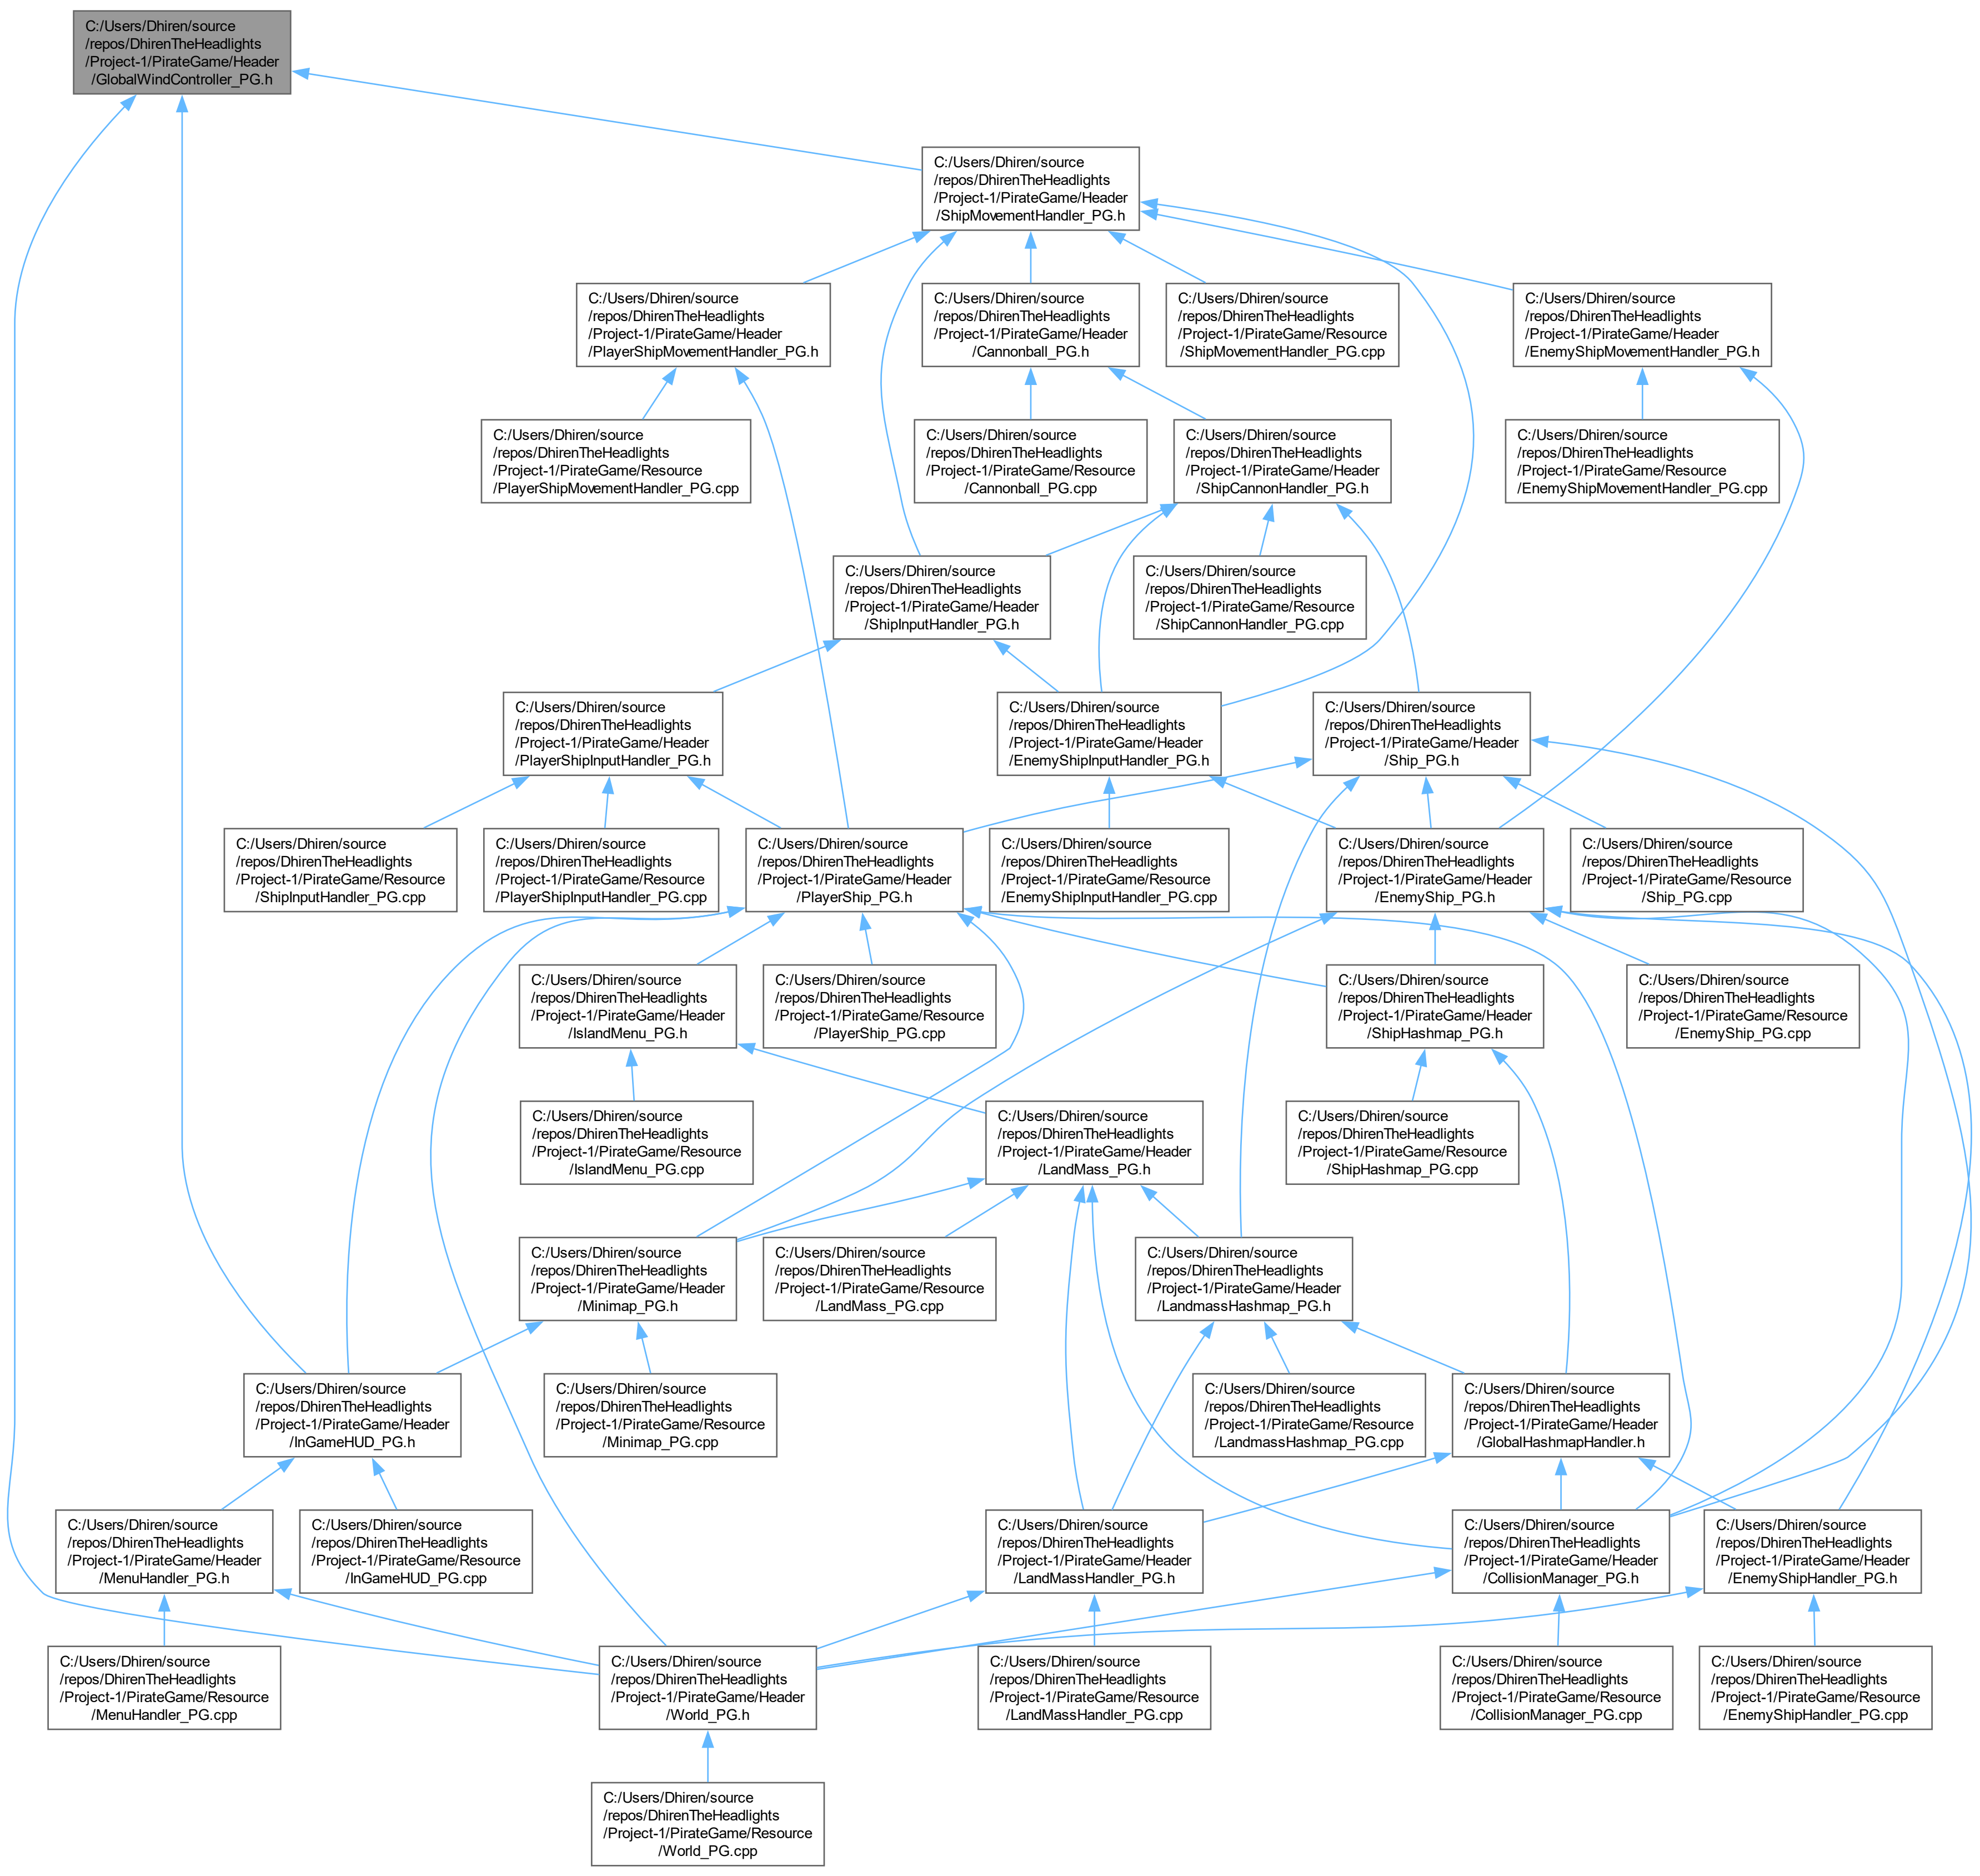 C:/Users/Dhiren/source
/repos/DhirenTheHeadlights
/Project-1/PirateGame/Header
/GlobalWindController_PG.h
C:/Users/Dhiren/source
/repos/DhirenTheHeadlights
/Project-1/PirateGame/Header
/ShipMovementHandler_PG.h
C:/Users/Dhiren/source
/repos/DhirenTheHeadlights
/Project-1/PirateGame/Header
/PlayerShipMovementHandler_PG.h
C:/Users/Dhiren/source
/repos/DhirenTheHeadlights
/Project-1/PirateGame/Header
/Cannonball_PG.h
C:/Users/Dhiren/source
/repos/DhirenTheHeadlights
/Project-1/PirateGame/Resource
/ShipMovementHandler_PG.cpp
C:/Users/Dhiren/source
/repos/DhirenTheHeadlights
/Project-1/PirateGame/Header
/EnemyShipMovementHandler_PG.h
C:/Users/Dhiren/source
/repos/DhirenTheHeadlights
/Project-1/PirateGame/Resource
/PlayerShipMovementHandler_PG.cpp
C:/Users/Dhiren/source
/repos/DhirenTheHeadlights
/Project-1/PirateGame/Resource
/Cannonball_PG.cpp
C:/Users/Dhiren/source
/repos/DhirenTheHeadlights
/Project-1/PirateGame/Header
/ShipCannonHandler_PG.h
C:/Users/Dhiren/source
/repos/DhirenTheHeadlights
/Project-1/PirateGame/Resource
/EnemyShipMovementHandler_PG.cpp
C:/Users/Dhiren/source
/repos/DhirenTheHeadlights
/Project-1/PirateGame/Header
/ShipInputHandler_PG.h
C:/Users/Dhiren/source
/repos/DhirenTheHeadlights
/Project-1/PirateGame/Resource
/ShipCannonHandler_PG.cpp
C:/Users/Dhiren/source
/repos/DhirenTheHeadlights
/Project-1/PirateGame/Header
/PlayerShipInputHandler_PG.h
C:/Users/Dhiren/source
/repos/DhirenTheHeadlights
/Project-1/PirateGame/Header
/EnemyShipInputHandler_PG.h
C:/Users/Dhiren/source
/repos/DhirenTheHeadlights
/Project-1/PirateGame/Header
/Ship_PG.h
C:/Users/Dhiren/source
/repos/DhirenTheHeadlights
/Project-1/PirateGame/Resource
/ShipInputHandler_PG.cpp
C:/Users/Dhiren/source
/repos/DhirenTheHeadlights
/Project-1/PirateGame/Resource
/PlayerShipInputHandler_PG.cpp
C:/Users/Dhiren/source
/repos/DhirenTheHeadlights
/Project-1/PirateGame/Header
/PlayerShip_PG.h
C:/Users/Dhiren/source
/repos/DhirenTheHeadlights
/Project-1/PirateGame/Resource
/EnemyShipInputHandler_PG.cpp
C:/Users/Dhiren/source
/repos/DhirenTheHeadlights
/Project-1/PirateGame/Header
/EnemyShip_PG.h
C:/Users/Dhiren/source
/repos/DhirenTheHeadlights
/Project-1/PirateGame/Resource
/Ship_PG.cpp
C:/Users/Dhiren/source
/repos/DhirenTheHeadlights
/Project-1/PirateGame/Header
/IslandMenu_PG.h
C:/Users/Dhiren/source
/repos/DhirenTheHeadlights
/Project-1/PirateGame/Resource
/PlayerShip_PG.cpp
C:/Users/Dhiren/source
/repos/DhirenTheHeadlights
/Project-1/PirateGame/Header
/ShipHashmap_PG.h
C:/Users/Dhiren/source
/repos/DhirenTheHeadlights
/Project-1/PirateGame/Resource
/EnemyShip_PG.cpp
C:/Users/Dhiren/source
/repos/DhirenTheHeadlights
/Project-1/PirateGame/Resource
/IslandMenu_PG.cpp
C:/Users/Dhiren/source
/repos/DhirenTheHeadlights
/Project-1/PirateGame/Header
/LandMass_PG.h
C:/Users/Dhiren/source
/repos/DhirenTheHeadlights
/Project-1/PirateGame/Resource
/ShipHashmap_PG.cpp
C:/Users/Dhiren/source
/repos/DhirenTheHeadlights
/Project-1/PirateGame/Header
/Minimap_PG.h
C:/Users/Dhiren/source
/repos/DhirenTheHeadlights
/Project-1/PirateGame/Resource
/LandMass_PG.cpp
C:/Users/Dhiren/source
/repos/DhirenTheHeadlights
/Project-1/PirateGame/Header
/LandmassHashmap_PG.h
C:/Users/Dhiren/source
/repos/DhirenTheHeadlights
/Project-1/PirateGame/Header
/InGameHUD_PG.h
C:/Users/Dhiren/source
/repos/DhirenTheHeadlights
/Project-1/PirateGame/Resource
/Minimap_PG.cpp
C:/Users/Dhiren/source
/repos/DhirenTheHeadlights
/Project-1/PirateGame/Resource
/LandmassHashmap_PG.cpp
C:/Users/Dhiren/source
/repos/DhirenTheHeadlights
/Project-1/PirateGame/Header
/GlobalHashmapHandler.h
C:/Users/Dhiren/source
/repos/DhirenTheHeadlights
/Project-1/PirateGame/Header
/MenuHandler_PG.h
C:/Users/Dhiren/source
/repos/DhirenTheHeadlights
/Project-1/PirateGame/Resource
/InGameHUD_PG.cpp
C:/Users/Dhiren/source
/repos/DhirenTheHeadlights
/Project-1/PirateGame/Header
/LandMassHandler_PG.h
C:/Users/Dhiren/source
/repos/DhirenTheHeadlights
/Project-1/PirateGame/Header
/CollisionManager_PG.h
C:/Users/Dhiren/source
/repos/DhirenTheHeadlights
/Project-1/PirateGame/Header
/EnemyShipHandler_PG.h
C:/Users/Dhiren/source
/repos/DhirenTheHeadlights
/Project-1/PirateGame/Resource
/MenuHandler_PG.cpp
C:/Users/Dhiren/source
/repos/DhirenTheHeadlights
/Project-1/PirateGame/Header
/World_PG.h
C:/Users/Dhiren/source
/repos/DhirenTheHeadlights
/Project-1/PirateGame/Resource
/LandMassHandler_PG.cpp
C:/Users/Dhiren/source
/repos/DhirenTheHeadlights
/Project-1/PirateGame/Resource
/CollisionManager_PG.cpp
C:/Users/Dhiren/source
/repos/DhirenTheHeadlights
/Project-1/PirateGame/Resource
/EnemyShipHandler_PG.cpp
C:/Users/Dhiren/source
/repos/DhirenTheHeadlights
/Project-1/PirateGame/Resource
/World_PG.cpp